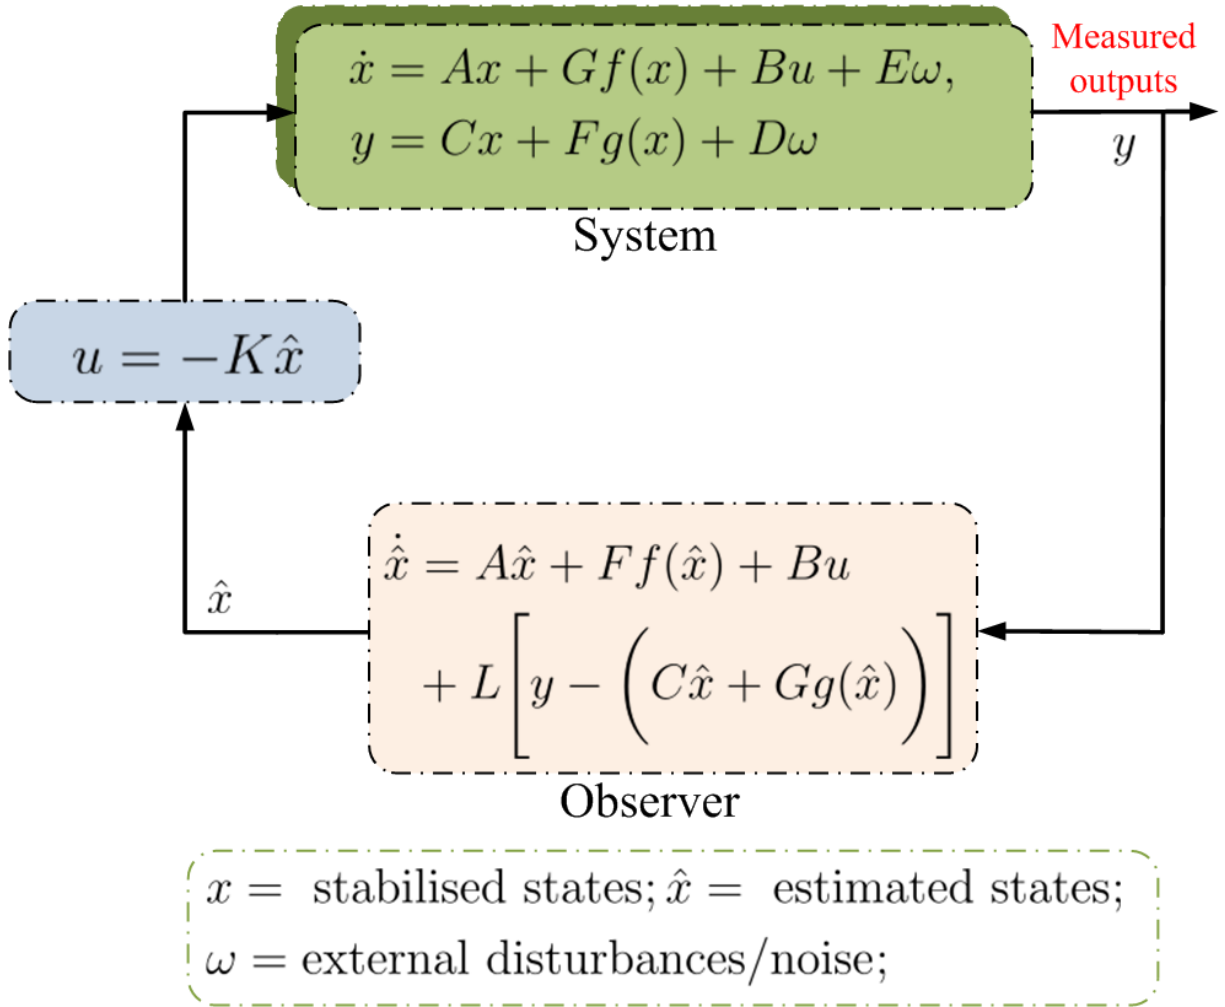 ẋ = Ax + Gf(x) + Bu + Eω,
y = Cx + Fg(x) + Dω
System
Measured
outputs
y
u = −Kx̂
x̂
x̂̇ = Ax̂ + Ff(x̂) + Bu
+ L[y − (Cx̂ + Gg(x̂))]
Observer
x = stabilised states; x̂ = estimated states;
ω = external disturbances/noise;